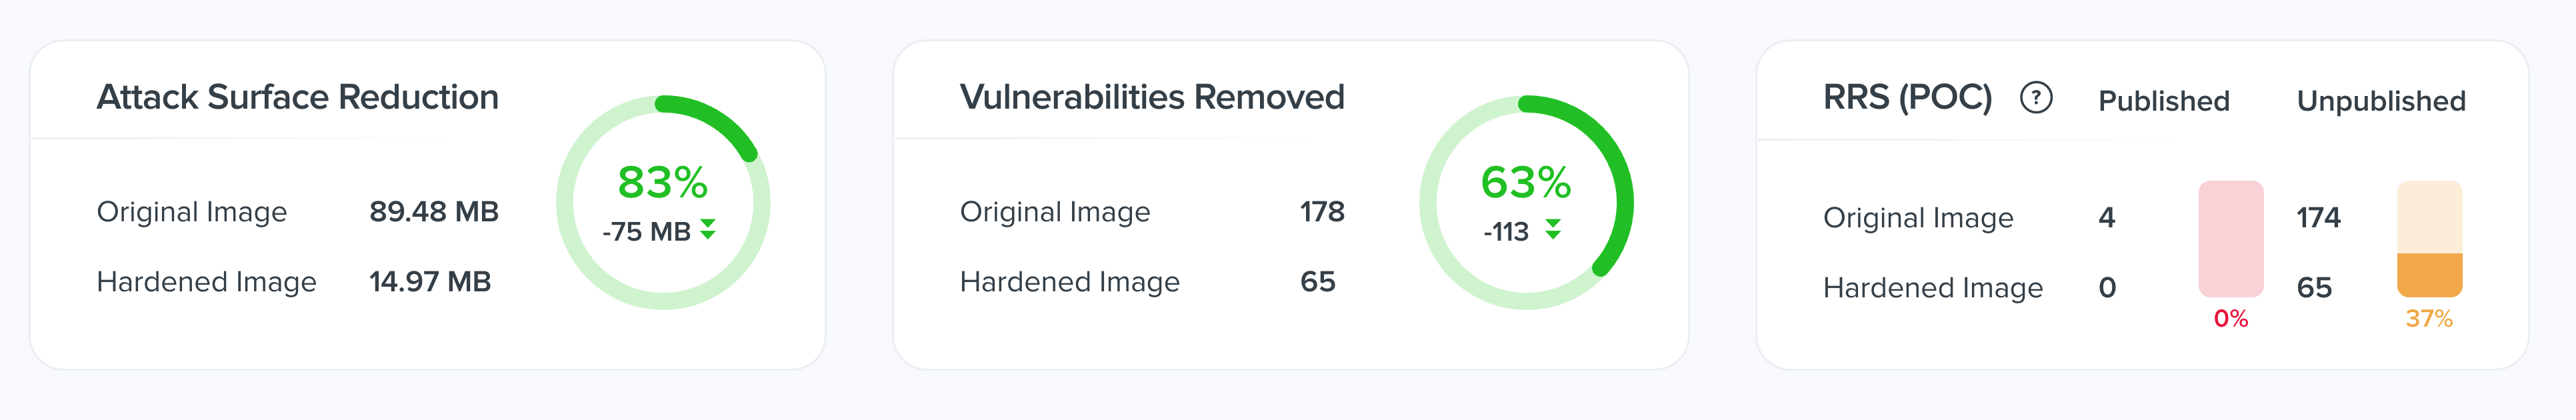 Attack Surface Reduction
Original Image 89.48 MB
Hardened Image 14.97 MB
83%
-75 MB
Vulnerabilities Removed
Original Image 178
Hardened Image 65
63%
-113
RRS (POC) ? Published Unpublished
Original Image 4 174
Hardened Image 0 65
0% 37%